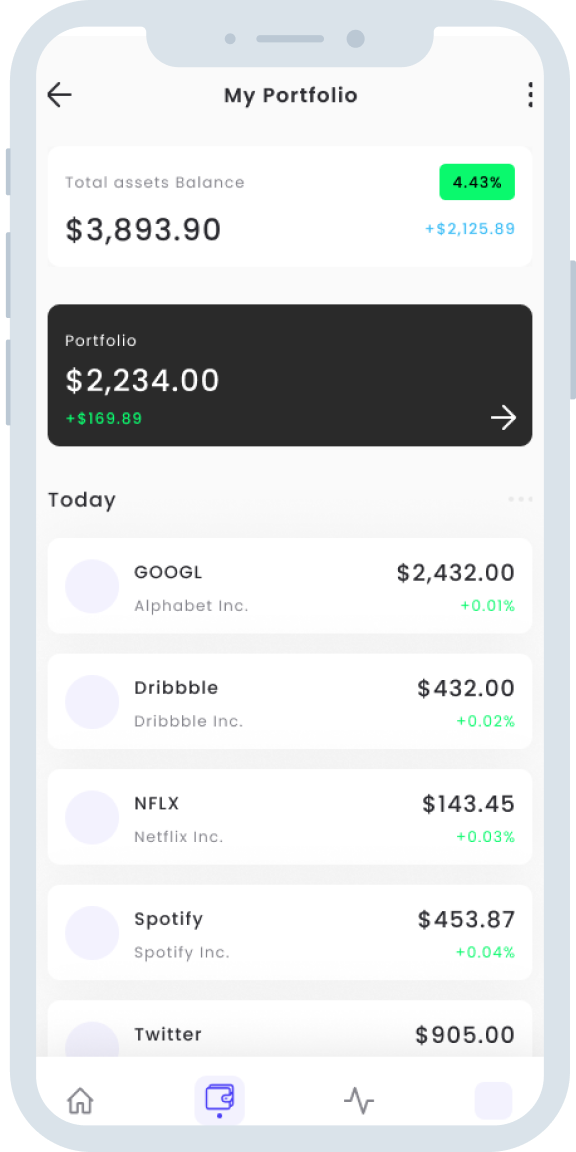 My Portfolio
Total assets Balance
4.43%
$3,893.90
+$2,125.89
Portfolio
$2,234.00
+$169.89
Today
GOOGL
$2,432.00
Alphabet Inc.
+0.01%
Dribbble
$432.00
Dribbble Inc.
+0.02%
NFLX
$143.45
Netflix Inc.
+0.03%
Spotify
$453.87
Spotify Inc.
+0.04%
Twitter
$905.00